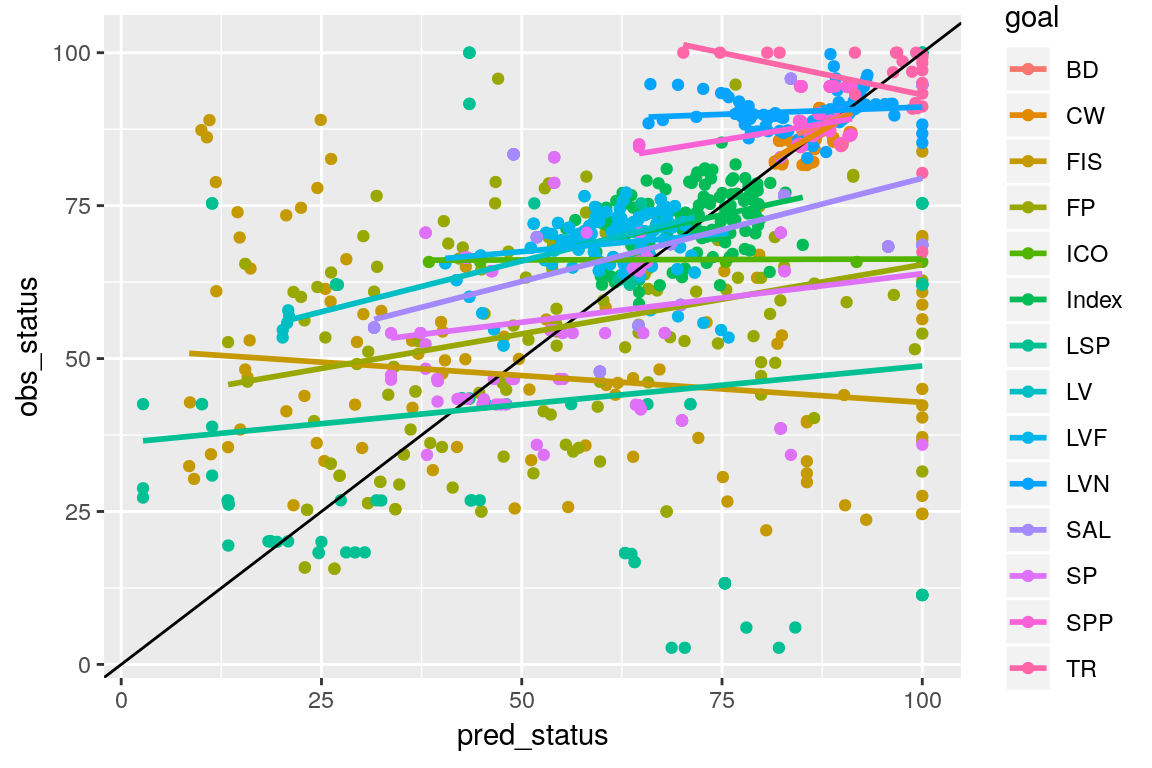 goal
BD
CW
FIS
FP
ICO
Index
LSP
LV
LVF
LVN
SAL
SP
SPP
TR
obs_status
100
75
50
25
0
0 25 50 75 100
pred_status